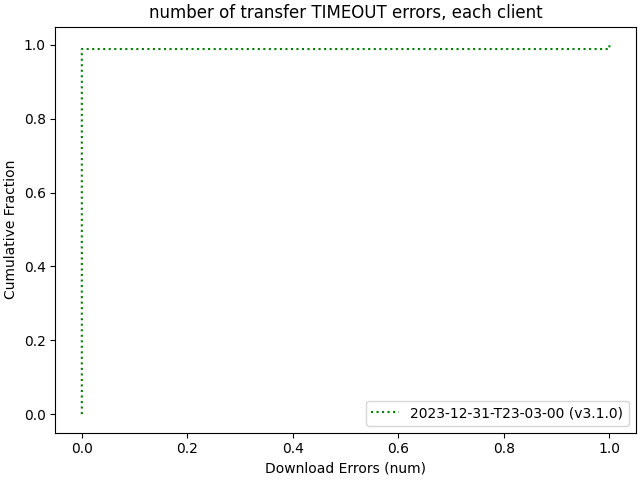 number of transfer TIMEOUT errors, each client
1.0
0.8
0.6
0.4
0.2
0.0
Cumulative Fraction
2023-12-31-T23-03-00 (v3.1.0)
0.0 0.2 0.4 0.6 0.8 1.0
Download Errors (num)